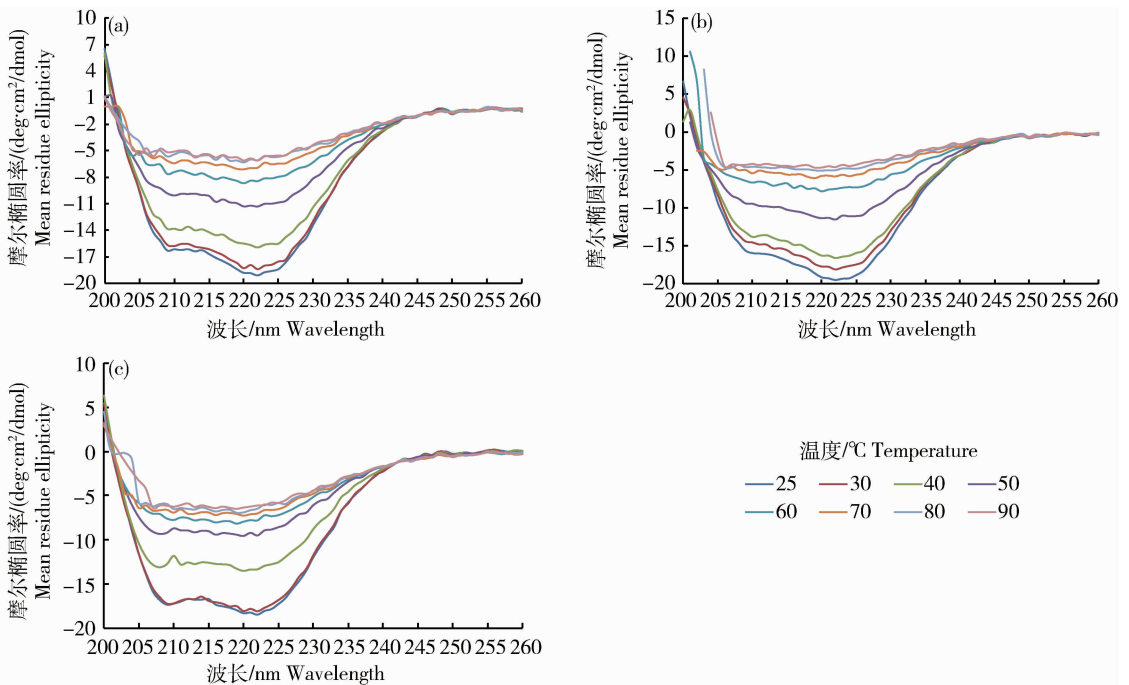 (a)
摩尔椭圆率/(deg·cm²/dmol)
Mean residue ellipticity
10
7
4
1
−2
−5
−8
−11
−14
−17
−20
200 205 210 215 220 225 230 235 240 245 250 255 260
波长/nm Wavelength
(b)
摩尔椭圆率/(deg·cm²/dmol)
Mean residue ellipticity
15
10
5
0
−5
−10
−15
−20
200 205 210 215 220 225 230 235 240 245 250 255 260
波长/nm Wavelength
(c)
摩尔椭圆率/(deg·cm²/dmol)
Mean residue ellipticity
10
5
0
−5
−10
−15
−20
200 205 210 215 220 225 230 235 240 245 250 255 260
波长/nm Wavelength
温度/℃ Temperature
25 30 40 50
60 70 80 90